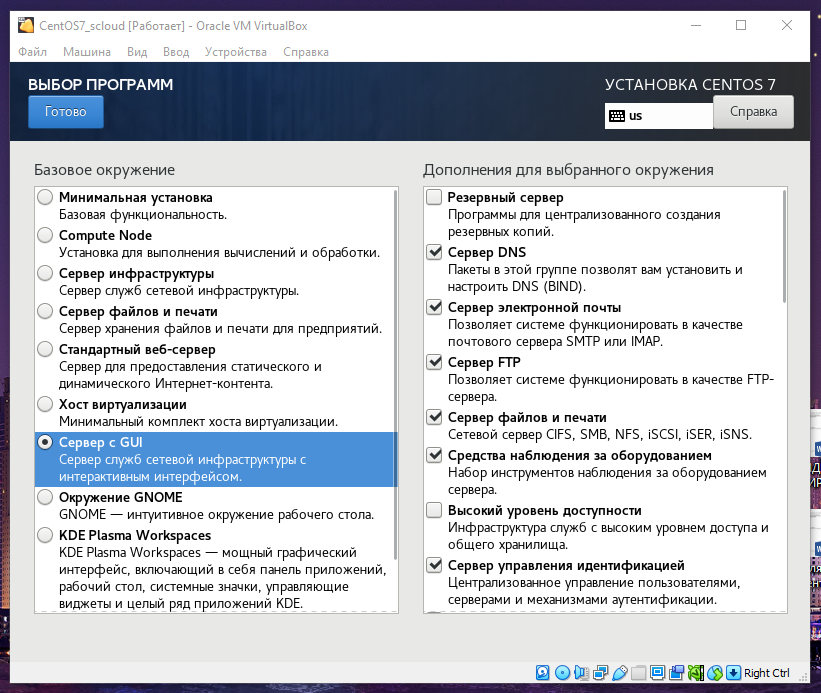 CentOS7_scloud [Работает] - Oracle VM VirtualBox
Файл Машина Вид Ввод Устройства Справка
ВЫБОР ПРОГРАММ
УСТАНОВКА CENTOS 7
Готово
us
Справка
Базовое окружение
Минимальная установка
Базовая функциональность.
Compute Node
Установка для выполнения вычислений и обработки.
Сервер инфраструктуры
Сервер служб сетевой инфраструктуры.
Сервер файлов и печати
Сервер хранения файлов и печати для предприятий.
Стандартный веб-сервер
Сервер для предоставления статического и
динамического Интернет-контента.
Хост виртуализации
Минимальный комплект хоста виртуализации.
Сервер с GUI
Сервер служб сетевой инфраструктуры с
интерактивным интерфейсом.
Окружение GNOME
GNOME — интуитивное окружение рабочего стола.
KDE Plasma Workspaces
KDE Plasma Workspaces — мощный графический
интерфейс, включающий в себя панель приложений,
рабочий стол, системные значки, управляющие
виджеты и целый ряд приложений KDE.
Дополнения для выбранного окружения
Резервный сервер
Программы для централизованного создания
резервных копий.
Сервер DNS
Пакеты в этой группе позволят вам установить и
настроить DNS (BIND).
Сервер электронной почты
Позволяет системе функционировать в качестве
почтового сервера SMTP или IMAP.
Сервер FTP
Позволяет системе функционировать в качестве FTP-
сервера.
Сервер файлов и печати
Сетевой сервер CIFS, SMB, NFS, iSCSI, iSER, iSNS.
Средства наблюдения за оборудованием
Набор инструментов наблюдения за оборудованием
сервера.
Высокий уровень доступности
Инфраструктура служб с высоким уровнем доступа и
общего хранилища.
Сервер управления идентификацией
Централизованное управление пользователями,
серверами и механизмами аутентификации.
Right Ctrl